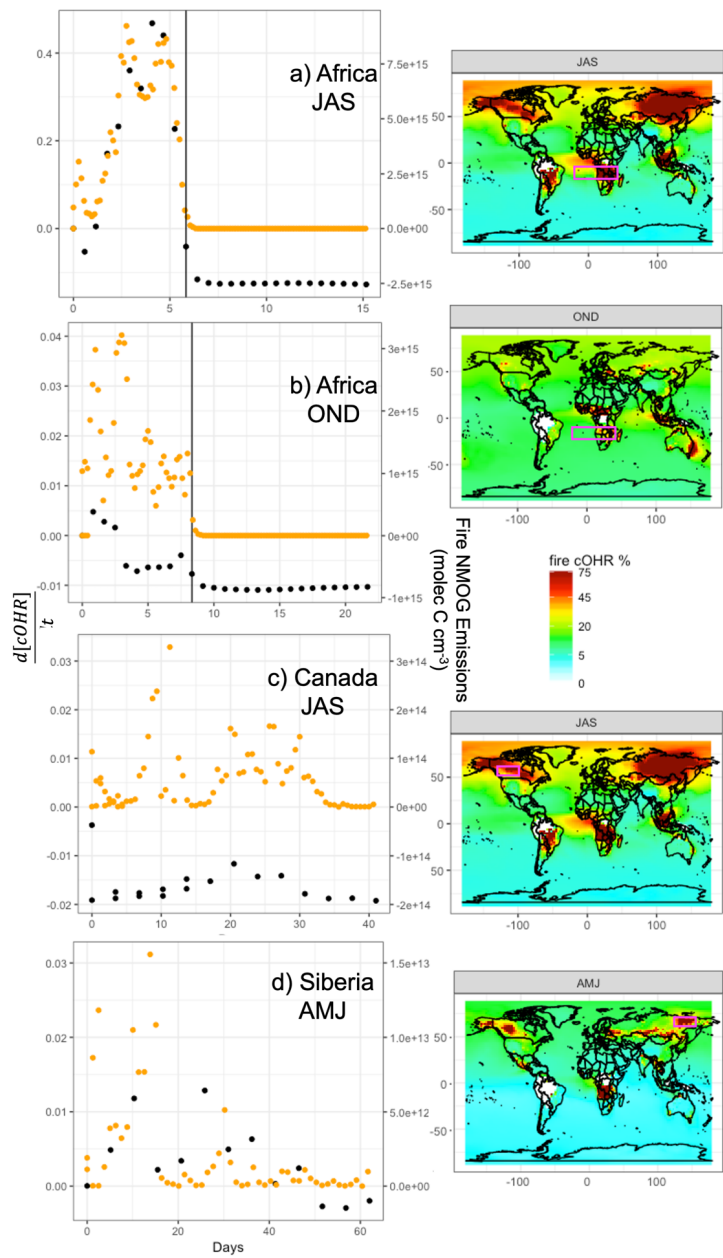 a) Africa
JAS
0.4
0.2
0.0
7.5e+15
5.0e+15
2.5e+15
0.0e+00
-2.5e+15
0 5 10 15
JAS
50
0
-50
-100 0 100
b) Africa
OND
0.04
0.03
0.02
0.01
0.00
-0.01
3e+15
2e+15
1e+15
0e+00
-1e+15
0 5 10 15 20
OND
50
0
-50
-100 0 100
d[cOHR]
t,
Fire NMOG Emissions
(molec C cm⁻³)
fire cOHR %
75
45
20
5
0
c) Canada
JAS
0.03
0.02
0.01
0.00
-0.01
-0.02
3e+14
2e+14
1e+14
0e+00
-1e+14
-2e+14
0 10 20 30 40
JAS
50
0
50
-100 0 100
d) Siberia
AMJ
0.03
0.02
0.01
0.00
1.5e+13
1.0e+13
5.0e+12
0.0e+00
0 20 40 60
Days
AMJ
50
0
-50
-100 0 100